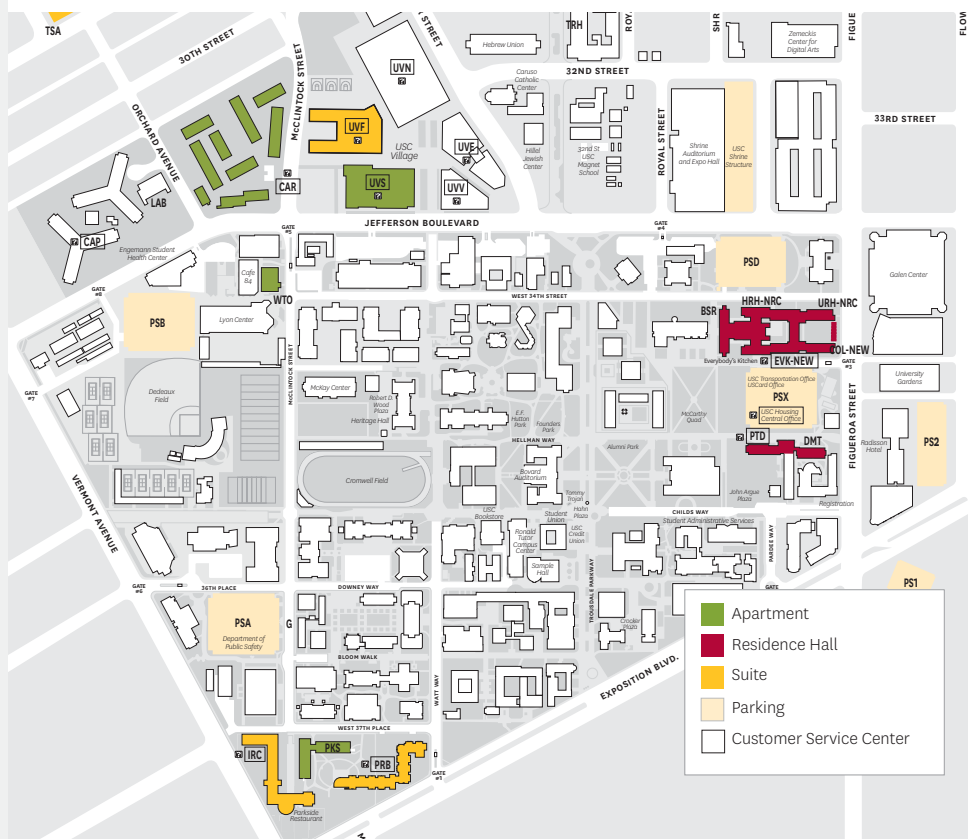 TSA
30TH STREET
McCLINTOCK STREET
ORCHARD AVENUE
UVN
TRH
Hebrew Union
32ND STREET
Zemeckis
Center for
Digital Arts
FIGUE
Caruso
Catholic
Center
UVF
USC
Village
UVE
Hillel
Jewish
Center
32nd St
USC
Magnet
School
ROYAL STREET
Shrine
Auditorium
and Expo Hall
USC
Shrine
Structure
33RD STREET
UVS
UVV
CAR
LAB
CAP
Engemann Student
Health Center
JEFFERSON BOULEVARD
GATE
#5
GATE
#4
Cafe
84
WTO
PSD
Galen Center
WEST 34TH STREET
GATE
#8
PSB
Lyon Center
BSR
HRH-NRC
URH-NRC
COL-NEW
Everybody's Kitchen
EVK-NEW
GATE
#3
GATE
#7
McCLINTOCK STREET
Dedeaux
Field
McKay Center
Robert D.
Wood
Plaza
Heritage Hall
E.F.
Hutton
Park
Founders
Park
McCarthy
Quad
USC Transportation Office
USCard Office
PSX
USC Housing
Central Office
University
Gardens
FIGUEROA STREET
HELLMAN WAY
Alumni Park
PTD
DMT
Radisson
Hotel
PS2
VERMONT AVENUE
Cromwell Field
Bovard
Auditorium
Tommy
Trojan
Hahn
Plaza
John Argue
Plaza
Registration
USC
Bookstore
Student
Union
CHILDS WAY
Student Administrative Services
Ronald
Tutor
Campus
Center
USC
Credit
Union
Sample
Hall
TROUSDALE PARKWAY
PARDEE WAY
GATE
#6
36TH PLACE
DOWNEY WAY
GATE
PS1
PSA
Department of
Public Safety
G
Crocker
Plaza
BLOOM WALK
WATT WAY
EXPOSITION BLVD.
WEST 37TH PLACE
IRC
PKS
PRB
GATE
#1
Parkside
Restaurant
Apartment
Residence Hall
Suite
Parking
Customer Service Center